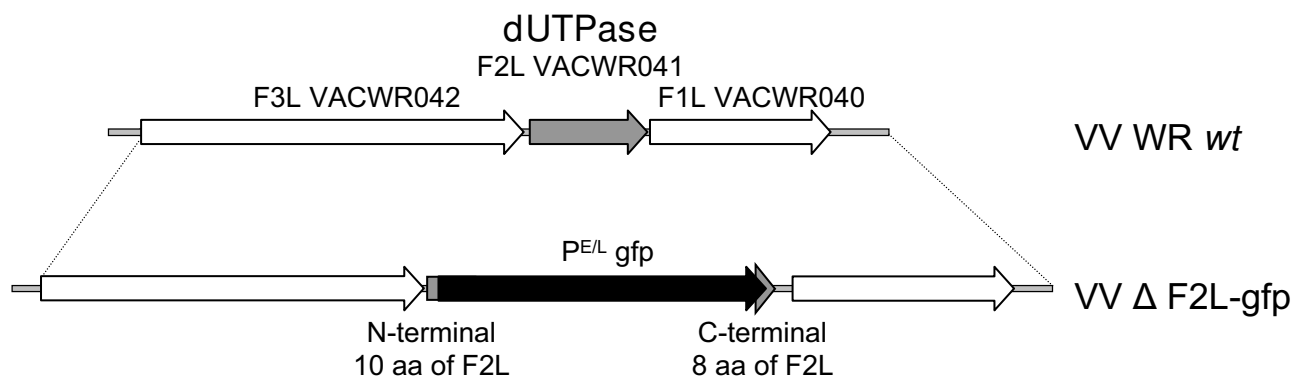 dUTPase
F2L VACWR041
F3L VACWR042
F1L VACWR040
VV WR wt
P^E/L gfp
VV Δ F2L-gfp
N-terminal
10 aa of F2L
C-terminal
8 aa of F2L